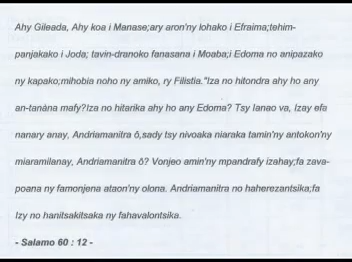 Ahy Gileada, Ahy koa i Manase;ary aron'ny lohako i Efraima;tehim-
panjakako i Joda; tavin-dranoko fanasana i Moaba;i Edoma no anipazako
ny kapako;mihobia noho ny amiko, ry Filistia."Iza no hitondra ahy ho any
an-tanàna mafy?Iza no hitarika ahy ho any Edoma? Tsy Ianao va, Izay efa
nanary anay, Andriamanitra ô,sady tsy nivoaka niaraka tamin'ny antokon'ny
miaramilanay, Andriamanitra ô? Vonjeo amin'ny mpandrafy izahay;fa zava-
poana ny famonjena ataon'ny olona. Andriamanitra no haherezantsika;fa
Izy no hanitsakitsaka ny fahavalontsika.
- Salamo 60 : 12 -